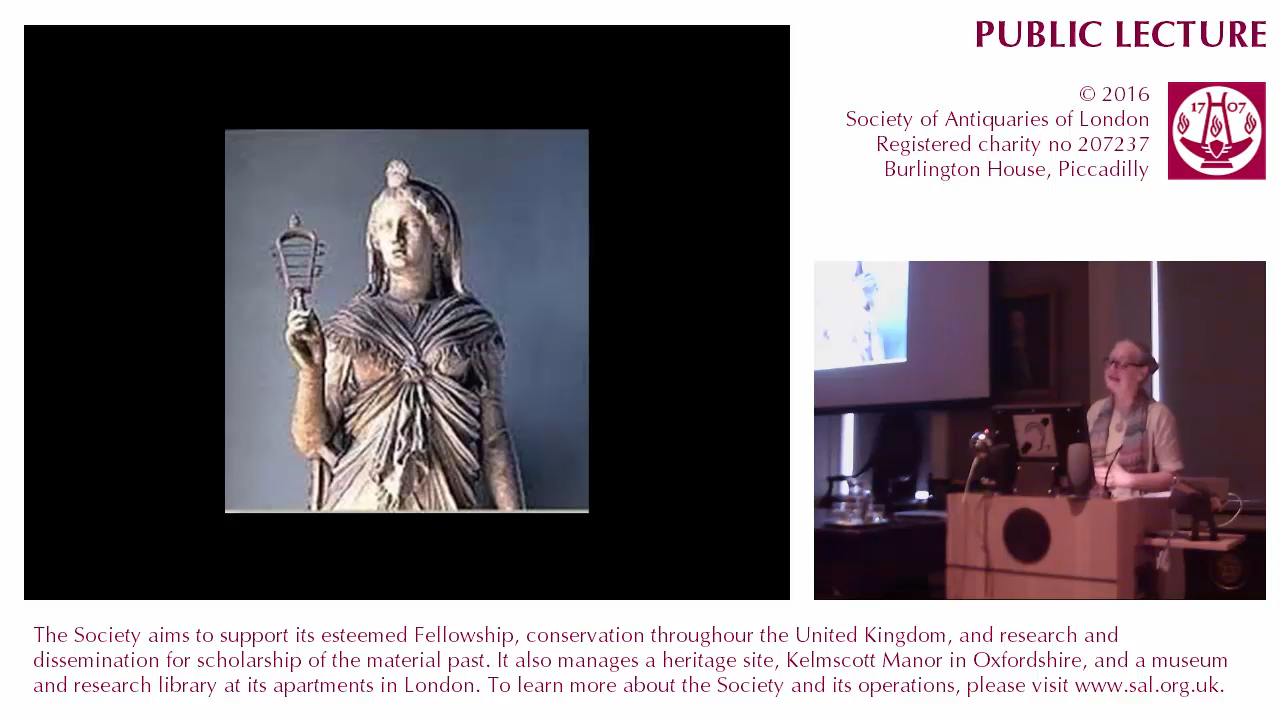 PUBLIC LECTURE
© 2016
Society of Antiquaries of London
Registered charity no 207237
Burlington House, Piccadilly
17 07
The Society aims to support its esteemed Fellowship, conservation throughour the United Kingdom, and research and
dissemination for scholarship of the material past. It also manages a heritage site, Kelmscott Manor in Oxfordshire, and a museum
and research library at its apartments in London. To learn more about the Society and its operations, please visit www.sal.org.uk.